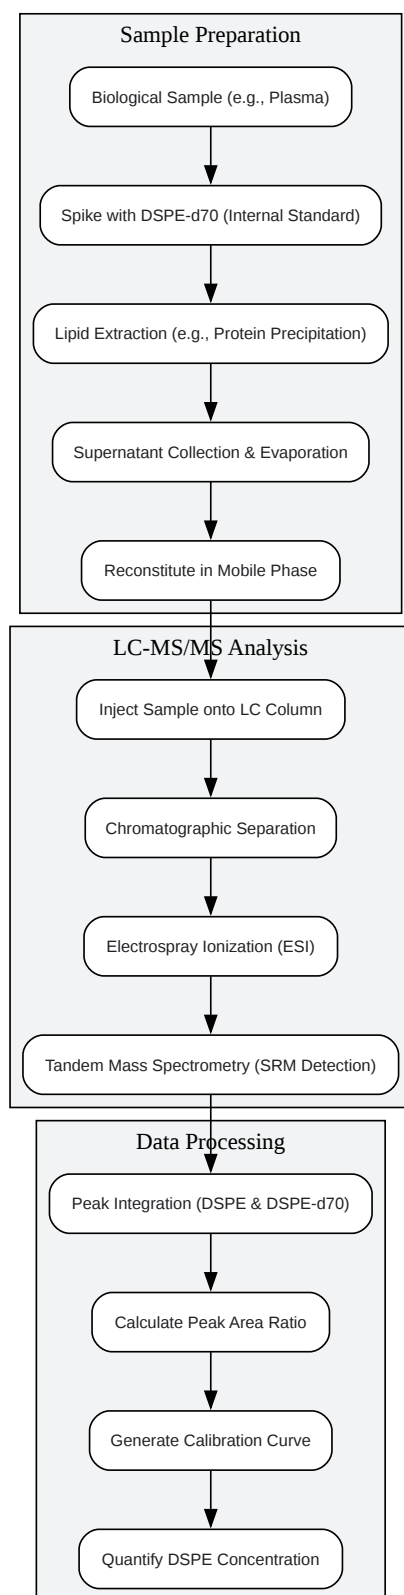 Sample Preparation
Biological Sample (e.g., Plasma)
Spike with DSPE-d70 (Internal Standard)
Lipid Extraction (e.g., Protein Precipitation)
Supernatant Collection & Evaporation
Reconstitute in Mobile Phase
LC-MS/MS Analysis
Inject Sample onto LC Column
Chromatographic Separation
Electrospray Ionization (ESI)
Tandem Mass Spectrometry (SRM Detection)
Data Processing
Peak Integration (DSPE & DSPE-d70)
Calculate Peak Area Ratio
Generate Calibration Curve
Quantify DSPE Concentration